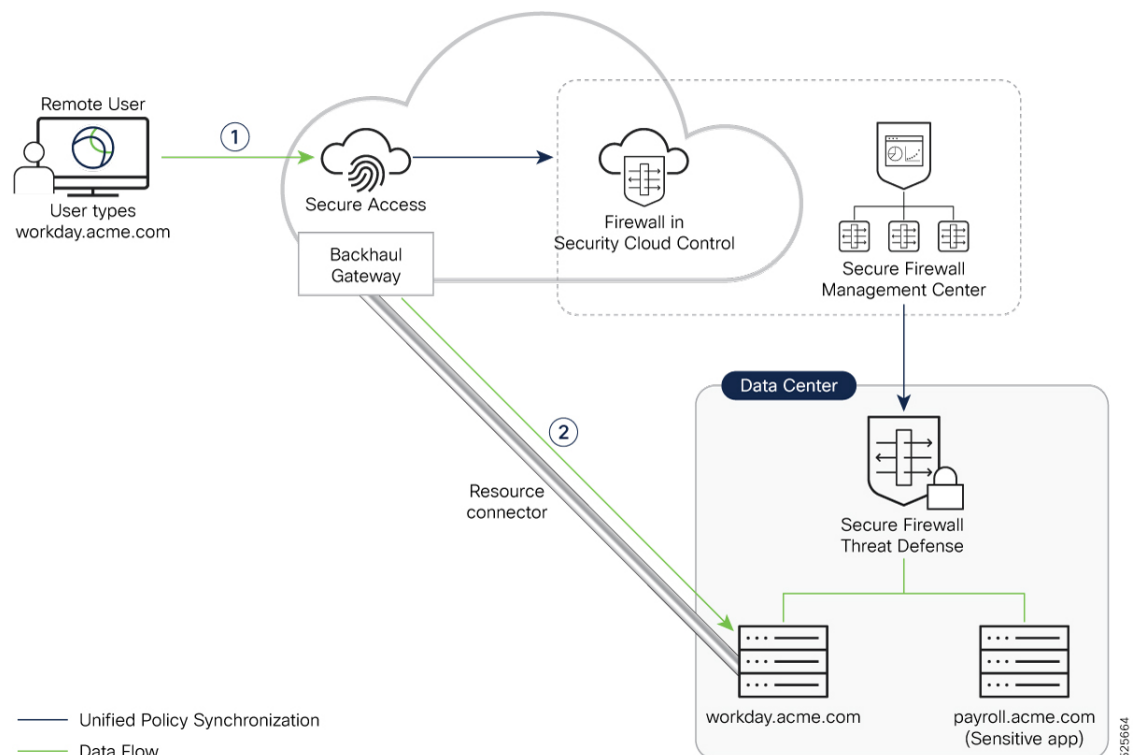 Remote User
1
User types
workday.acme.com
Secure Access
Backhaul
Gateway
Firewall in
Security Cloud Control
Secure Firewall
Management Center
Data Center
2
Resource
connector
Secure Firewall
Threat Defense
workday.acme.com
payroll.acme.com
(Sensitive app)
Unified Policy Synchronization
Data Flow
525664